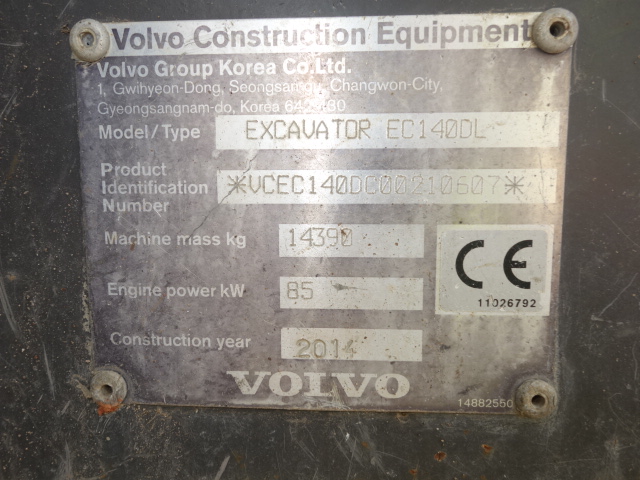 Volvo Construction Equipment
Volvo Group Korea Co.Ltd.
1, Gwihyeon-Dong, Seongsan-gu, Changwon-City,
Gyeongsangnam-do, Korea
Model/Type EXCAVATOR EC140DL
Product
Identification *VCEC140DC00210607*
Number
Machine mass kg 14390
CE
11026792
Engine power kW 85
Construction year 2014
VOLVO
14882550